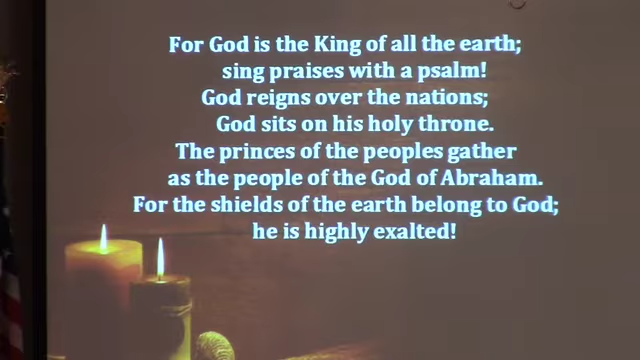 For God is the King of all the earth;
sing praises with a psalm!
God reigns over the nations;
God sits on his holy throne.
The princes of the peoples gather
as the people of the God of Abraham.
For the shields of the earth belong to God;
he is highly exalted!